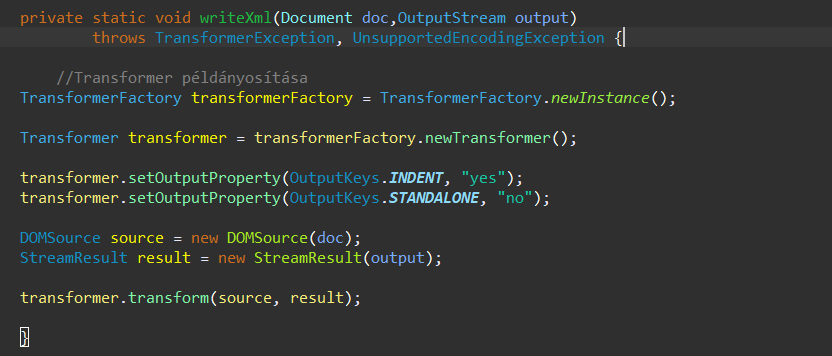 private static void writeXml(Document doc,OutputStream output)
        throws TransformerException, UnsupportedEncodingException {
    //Transformer példányosítása
TransformerFactory transformerFactory = TransformerFactory.newInstance();
Transformer transformer = transformerFactory.newTransformer();
transformer.setOutputProperty(OutputKeys.INDENT, "yes");
transformer.setOutputProperty(OutputKeys.STANDALONE, "no");
DOMSource source = new DOMSource(doc);
StreamResult result = new StreamResult(output);
transformer.transform(source, result);
}